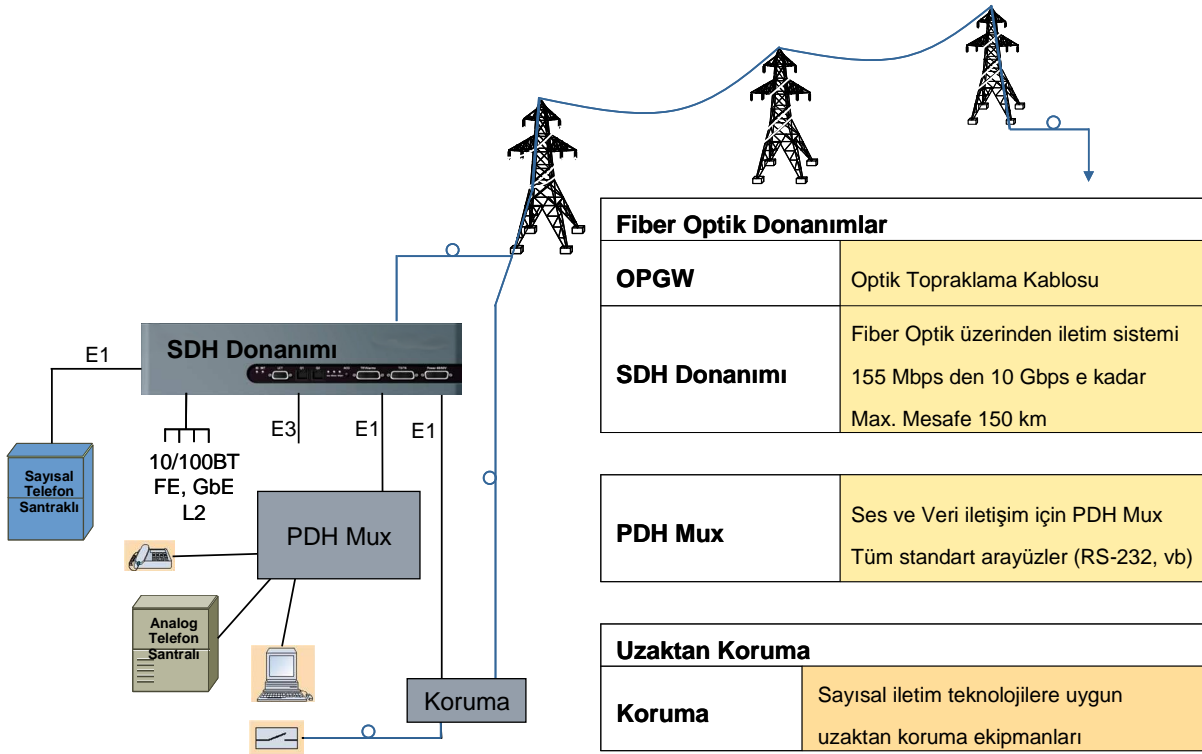 Fiber Optik Donanımlar
OPGW
Optik Topraklama Kablosu
SDH Donanımı
Fiber Optik üzerinden iletim sistemi
155 Mbps den 10 Gbps e kadar
Max. Mesafe 150 km
SDH Donanımı
E1
E3
E1
E1
10/100BT
FE, GbE
L2
Sayısal
Telefon
Santraklı
PDH Mux
PDH Mux
Ses ve Veri iletişim için PDH Mux
Tüm standart arayüzler (RS-232, vb)
Analog
Telefon
Santralı
Koruma
Uzaktan Koruma
Koruma
Sayısal iletim teknolojilere uygun
uzaktan koruma ekipmanları